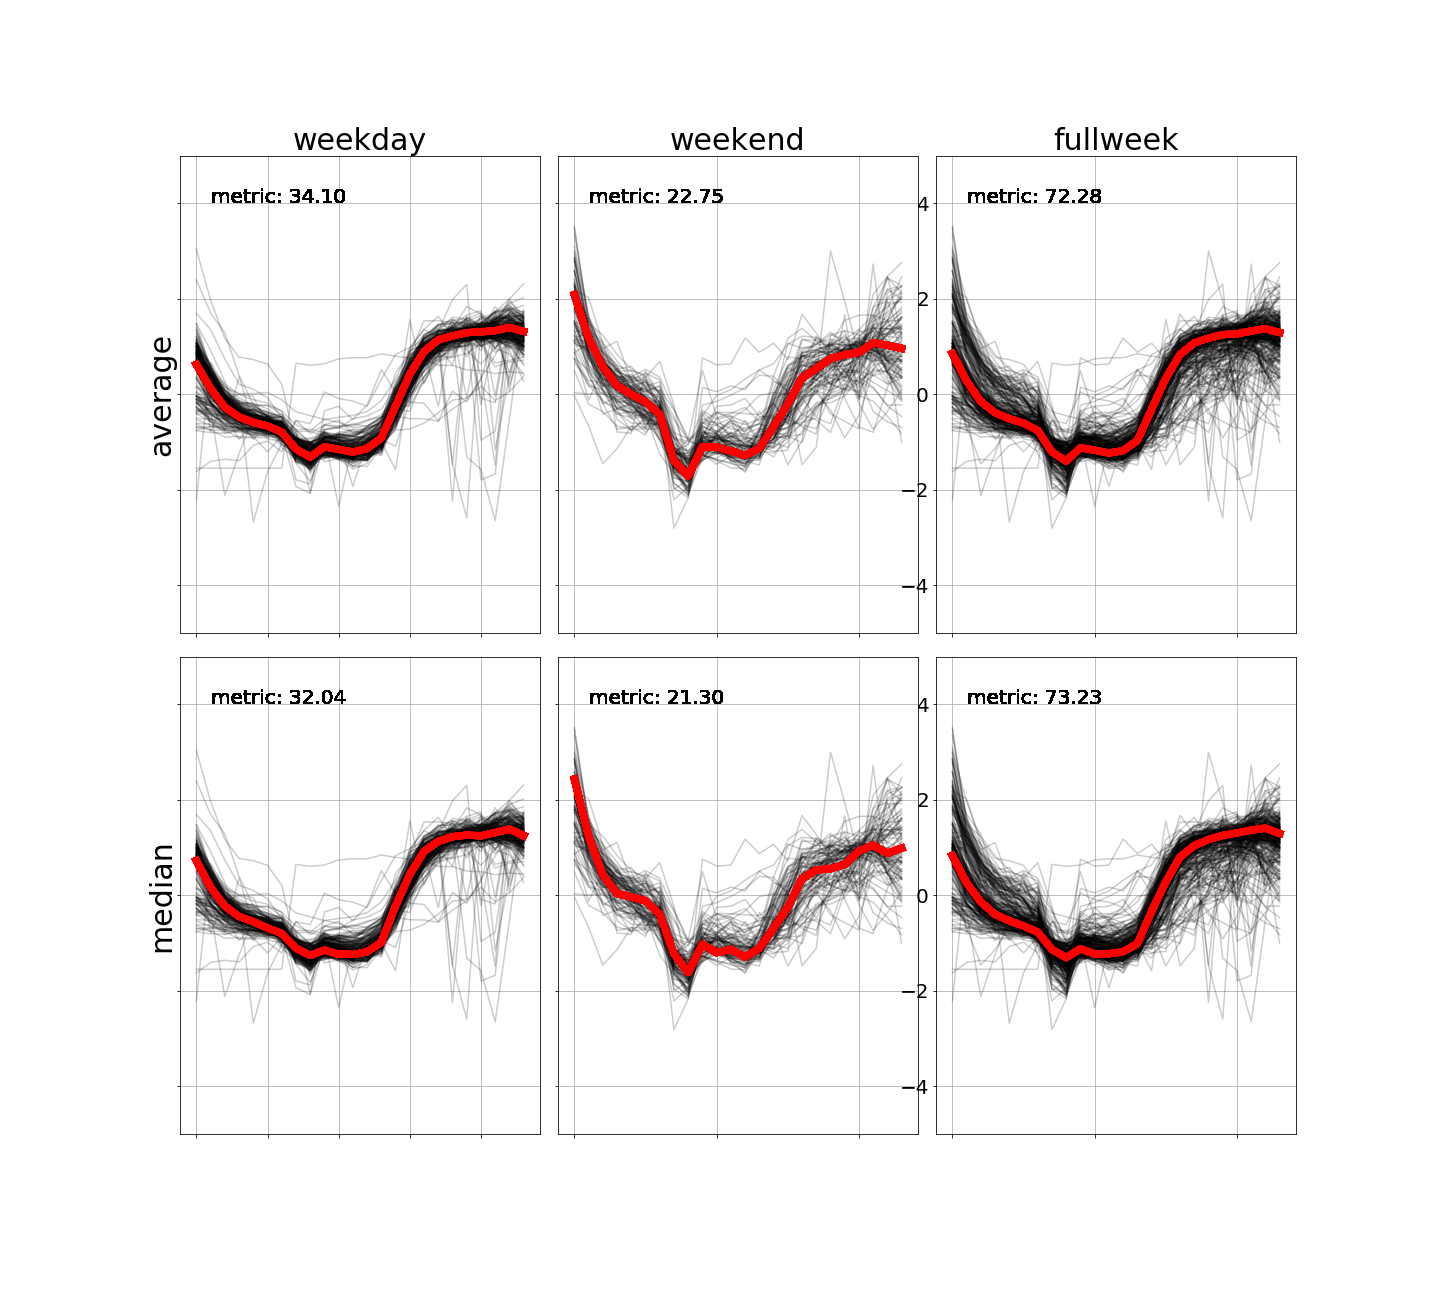 weekday weekend fullweek
average
metric: 34.10
metric: 22.75
metric: 72.28
4
2
0
−2
−4
median
metric: 32.04
metric: 21.30
metric: 73.23
4
2
0
−2
−4